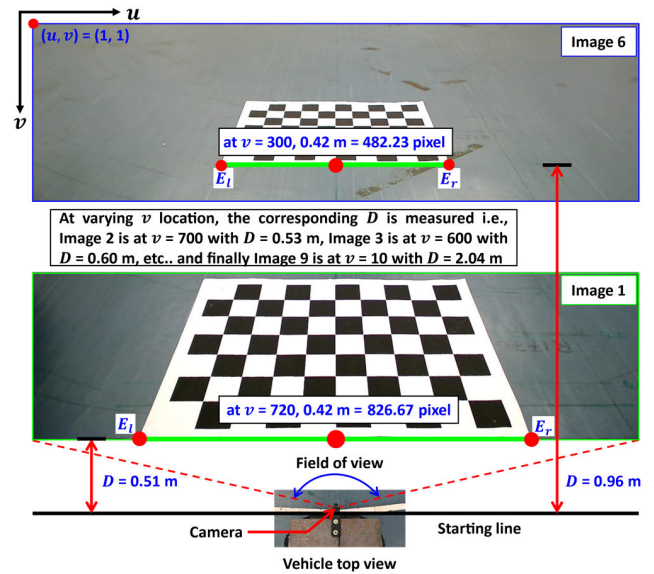 u
(u, v) = (1, 1)
Image 6
v
at v = 300, 0.42 m = 482.23 pixel
E_l
E_r
At varying v location, the corresponding D is measured i.e.,
Image 2 is at v = 700 with D = 0.53 m, Image 3 is at v = 600 with
D = 0.60 m, etc.. and finally Image 9 is at v = 10 with D = 2.04 m
Image 1
at v = 720, 0.42 m = 826.67 pixel
E_l
E_r
D = 0.51 m
Field of view
D = 0.96 m
Camera
Starting line
Vehicle top view